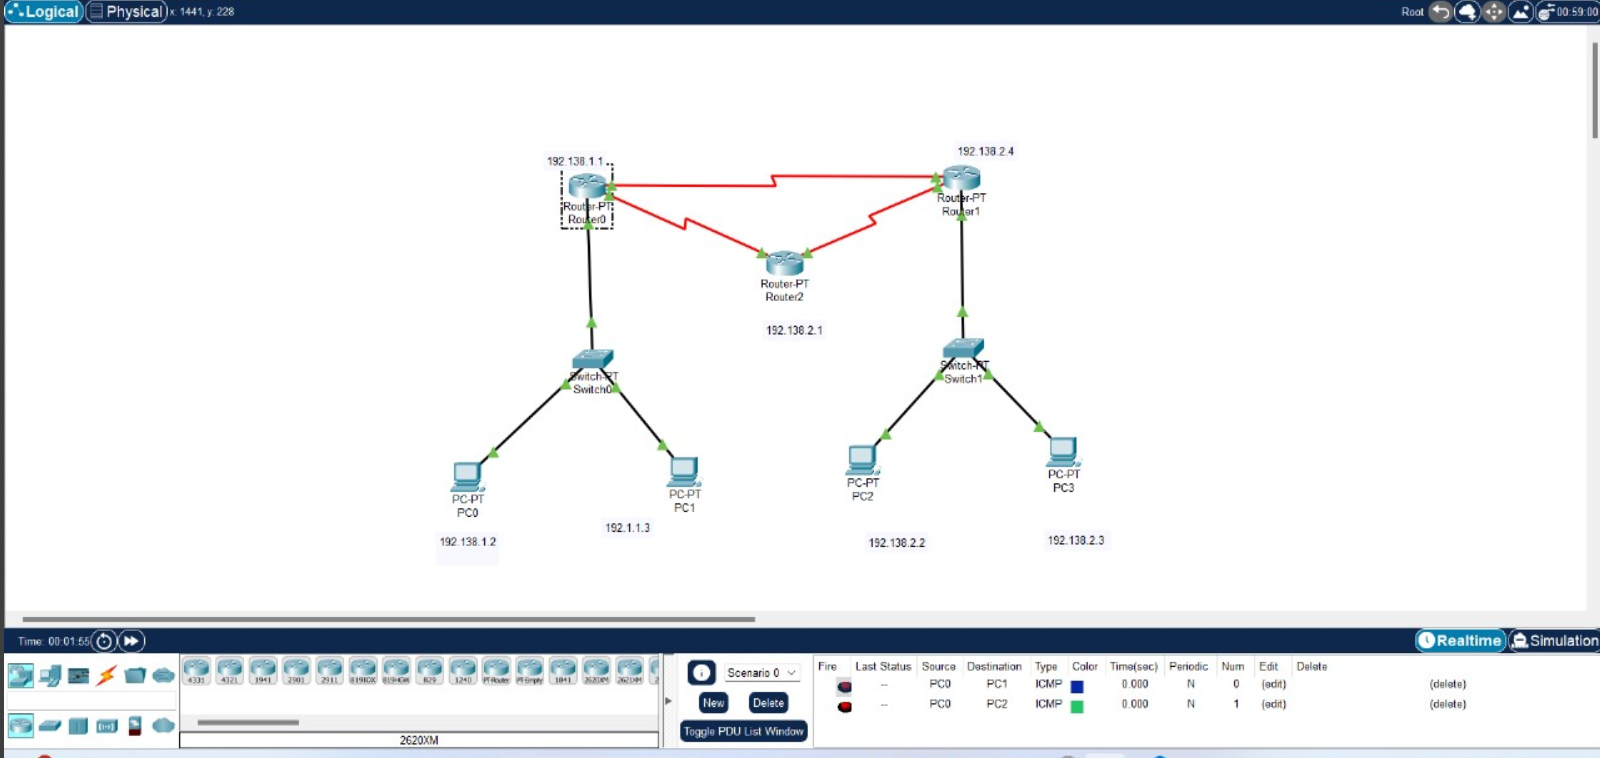 Logical Physical x: 1441, y: 228 Root 00:59:00
192.138.2.4
192.138.1.1
Router-PT
Router0
Router-PT
Router1
Router-PT
Router2
192.138.2.1
Switch-PT
Switch0
Switch-PT
Switch1
PC-PT
PC0
PC-PT
PC1
PC-PT
PC2
PC-PT
PC3
192.138.1.2
192.1.1.3
192.138.2.2
192.138.2.3
Time: 00:01:55 Realtime Simulation
4331 4321 1941 2901 2911 819IOX 819HGW 829 1240 PT-Router PT-Empty 1841 2620XM 2621XM
2620XM
Scenario 0
New Delete
Toggle PDU List Window
Fire Last Status Source Destination Type Color Time(sec) Periodic Num Edit Delete
-- PC0 PC1 ICMP 0.000 N 0 (edit) (delete)
-- PC0 PC2 ICMP 0.000 N 1 (edit) (delete)